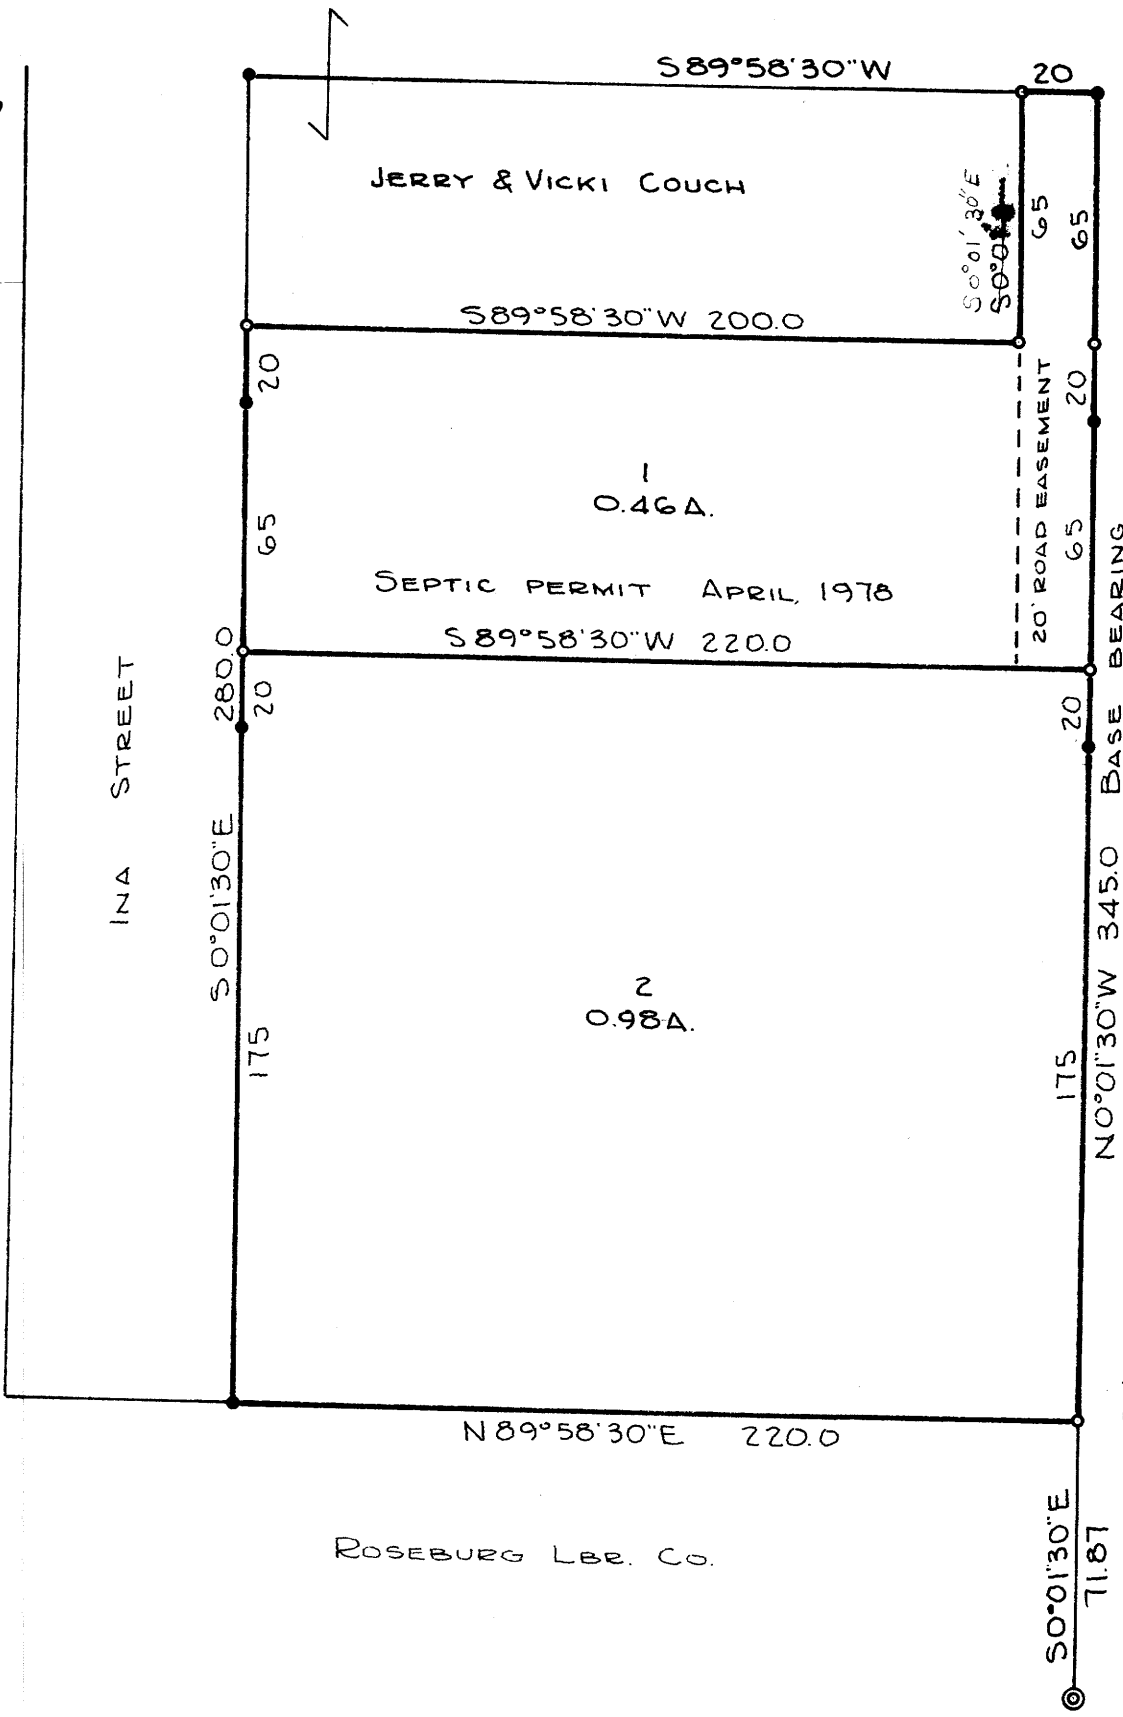 S89°58'30"W
20
JERRY & VICKI COUCH
S0°01'30"E
65
65
S89°58'30"W 200.0
20
20
1
0.46A.
65
20' ROAD EASEMENT
65
SEPTIC PERMIT APRIL, 1978
S89°58'30"W 220.0
280.0
20
20
INA STREET
S0°01'30"E
BASE BEARING
N0°01'30"W 345.0
2
0.98A.
175
175
N89°58'30"E 220.0
ROSEBURG LBR. CO.
S0°01'30"E
71.87